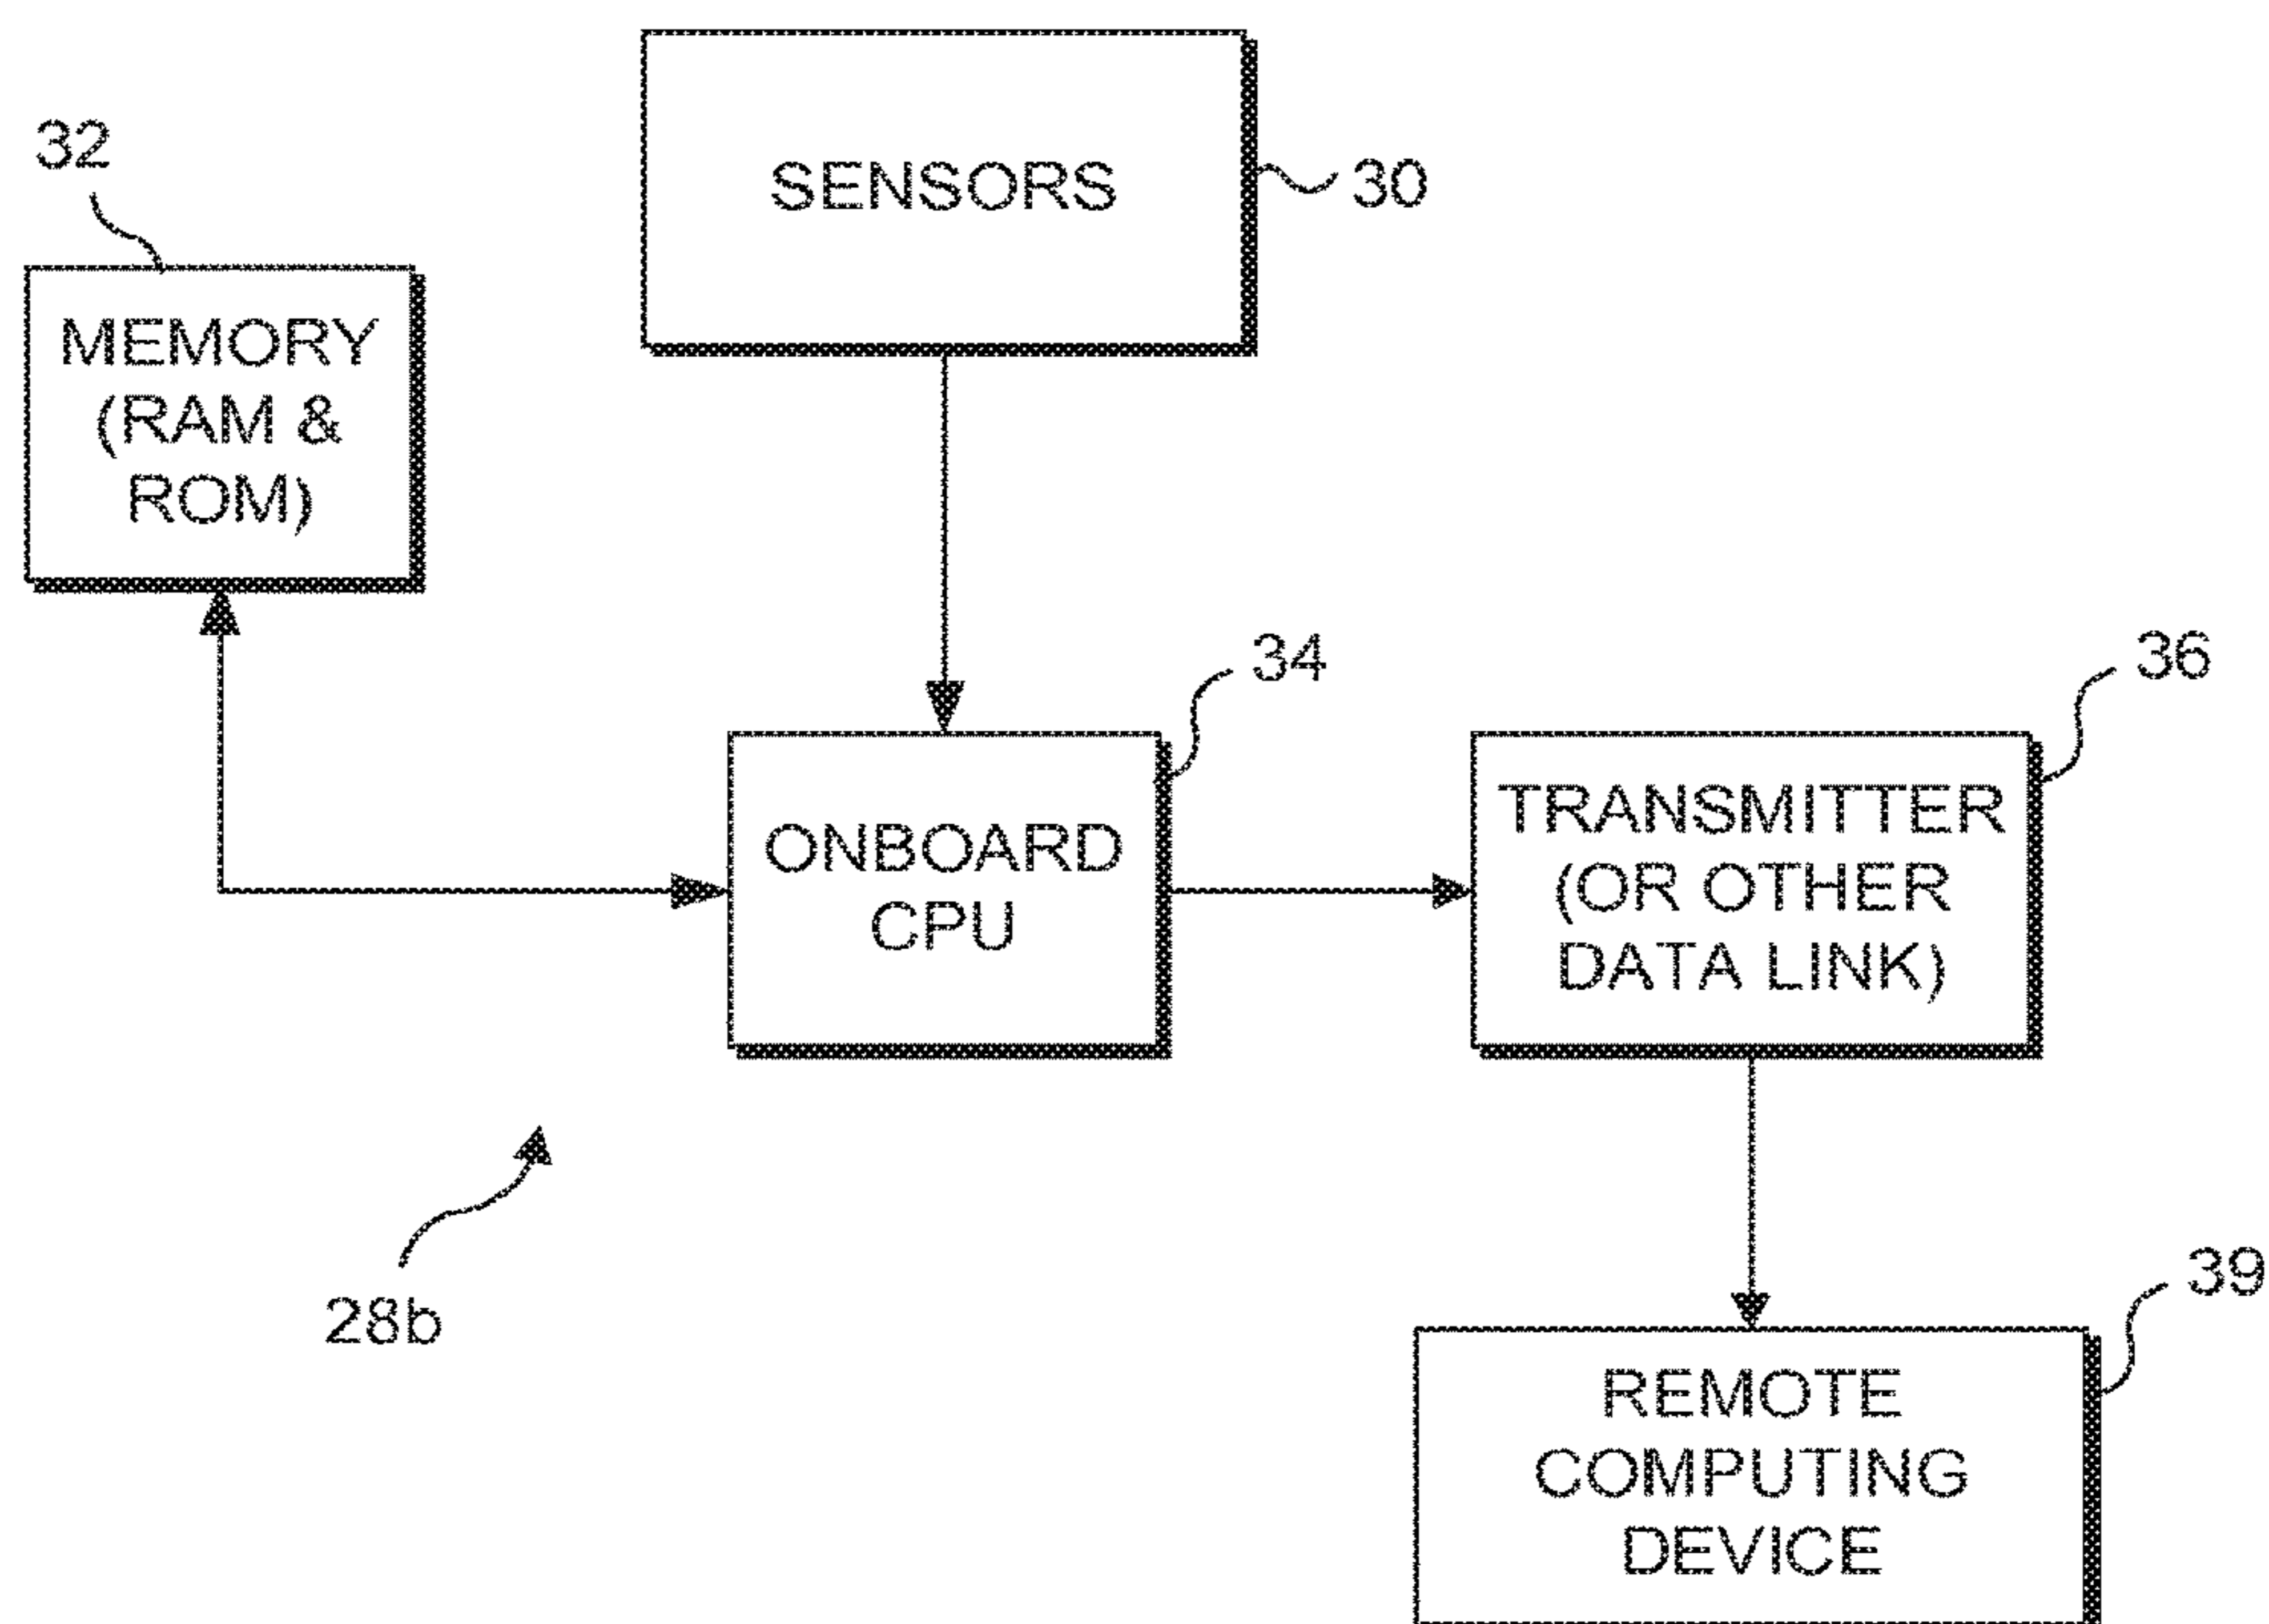 32
SENSORS
30
MEMORY
(RAM &
ROM)
34
36
ONBOARD
CPU
TRANSMITTER
(OR OTHER
DATA LINK)
28b
39
REMOTE
COMPUTING
DEVICE